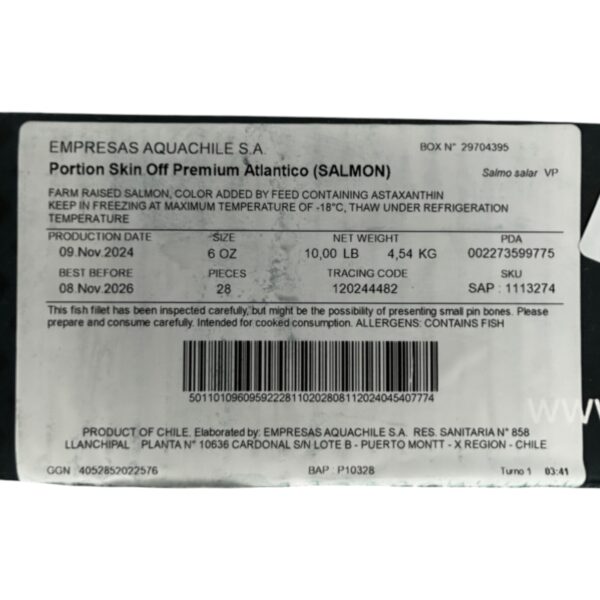 EMPRESAS AQUACHILE S.A. BOX N° 29704395
Portion Skin Off Premium Atlantico (SALMON) Salmo salar VP
FARM RAISED SALMON, COLOR ADDED BY FEED CONTAINING ASTAXANTHIN
KEEP IN FREEZING AT MAXIMUM TEMPERATURE OF -18°C, THAW UNDER REFRIGERATION
TEMPERATURE
PRODUCTION DATE SIZE NET WEIGHT PDA
09.Nov.2024 6 OZ 10,00 LB 4,54 KG 002273599775
BEST BEFORE PIECES TRACING CODE SKU
08.Nov.2026 28 120244482 SAP : 1113274
This fish fillet has been inspected carefully, but might be the possibility of presenting small pin bones. Please
prepare and consume carefully. Intended for cooked consumption. ALLERGENS: CONTAINS FISH
50110109609592228110202808112024045407774
www.
PRODUCT OF CHILE. Elaborated by: EMPRESAS AQUACHILE S.A. RES. SANITARIA N° 858
LLANCHIPAL PLANTA N° 10636 CARDONAL S/N LOTE B - PUERTO MONTT - X REGION - CHILE
GGN 4052852022576 BAP : P10328 Turno 1 03:41